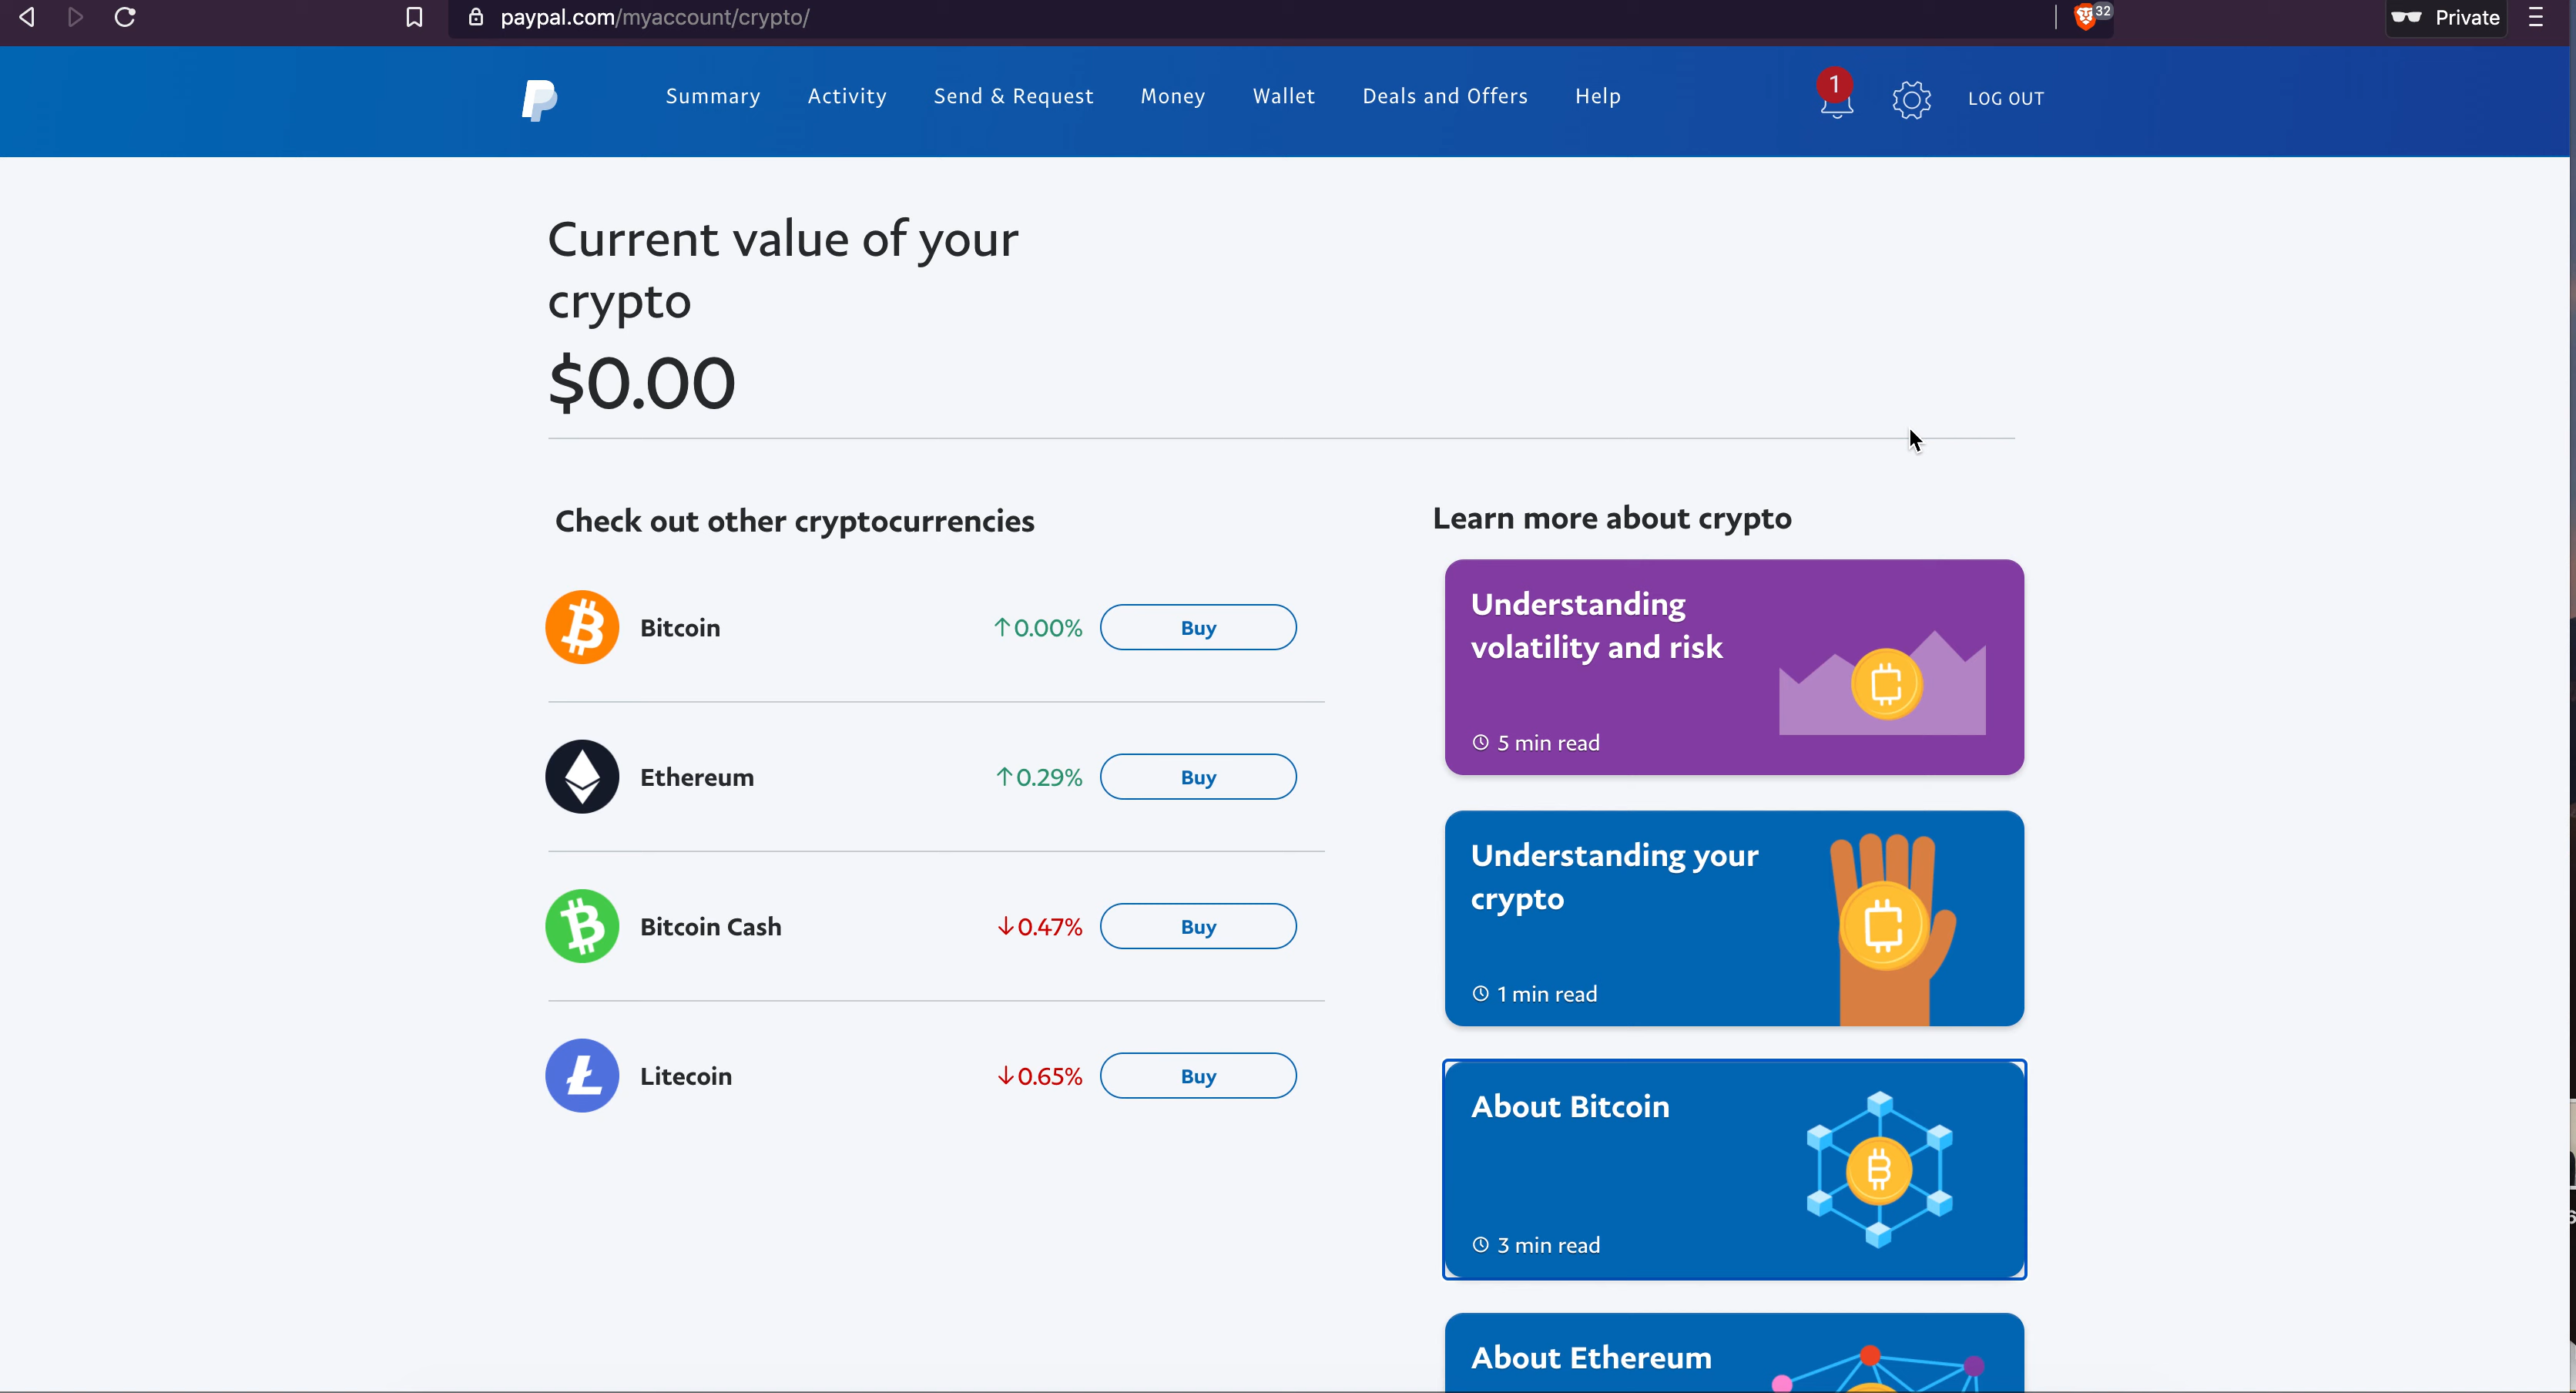 paypal.com/myaccount/crypto/
32
Private
Summary
Activity
Send & Request
Money
Wallet
Deals and Offers
Help
1
LOG OUT
Current value of your
crypto
$0.00
Check out other cryptocurrencies
Bitcoin
↑0.00%
Buy
Ethereum
↑0.29%
Buy
Bitcoin Cash
↓0.47%
Buy
Litecoin
↓0.65%
Buy
Learn more about crypto
Understanding
volatility and risk
5 min read
Understanding your
crypto
1 min read
About Bitcoin
3 min read
About Ethereum